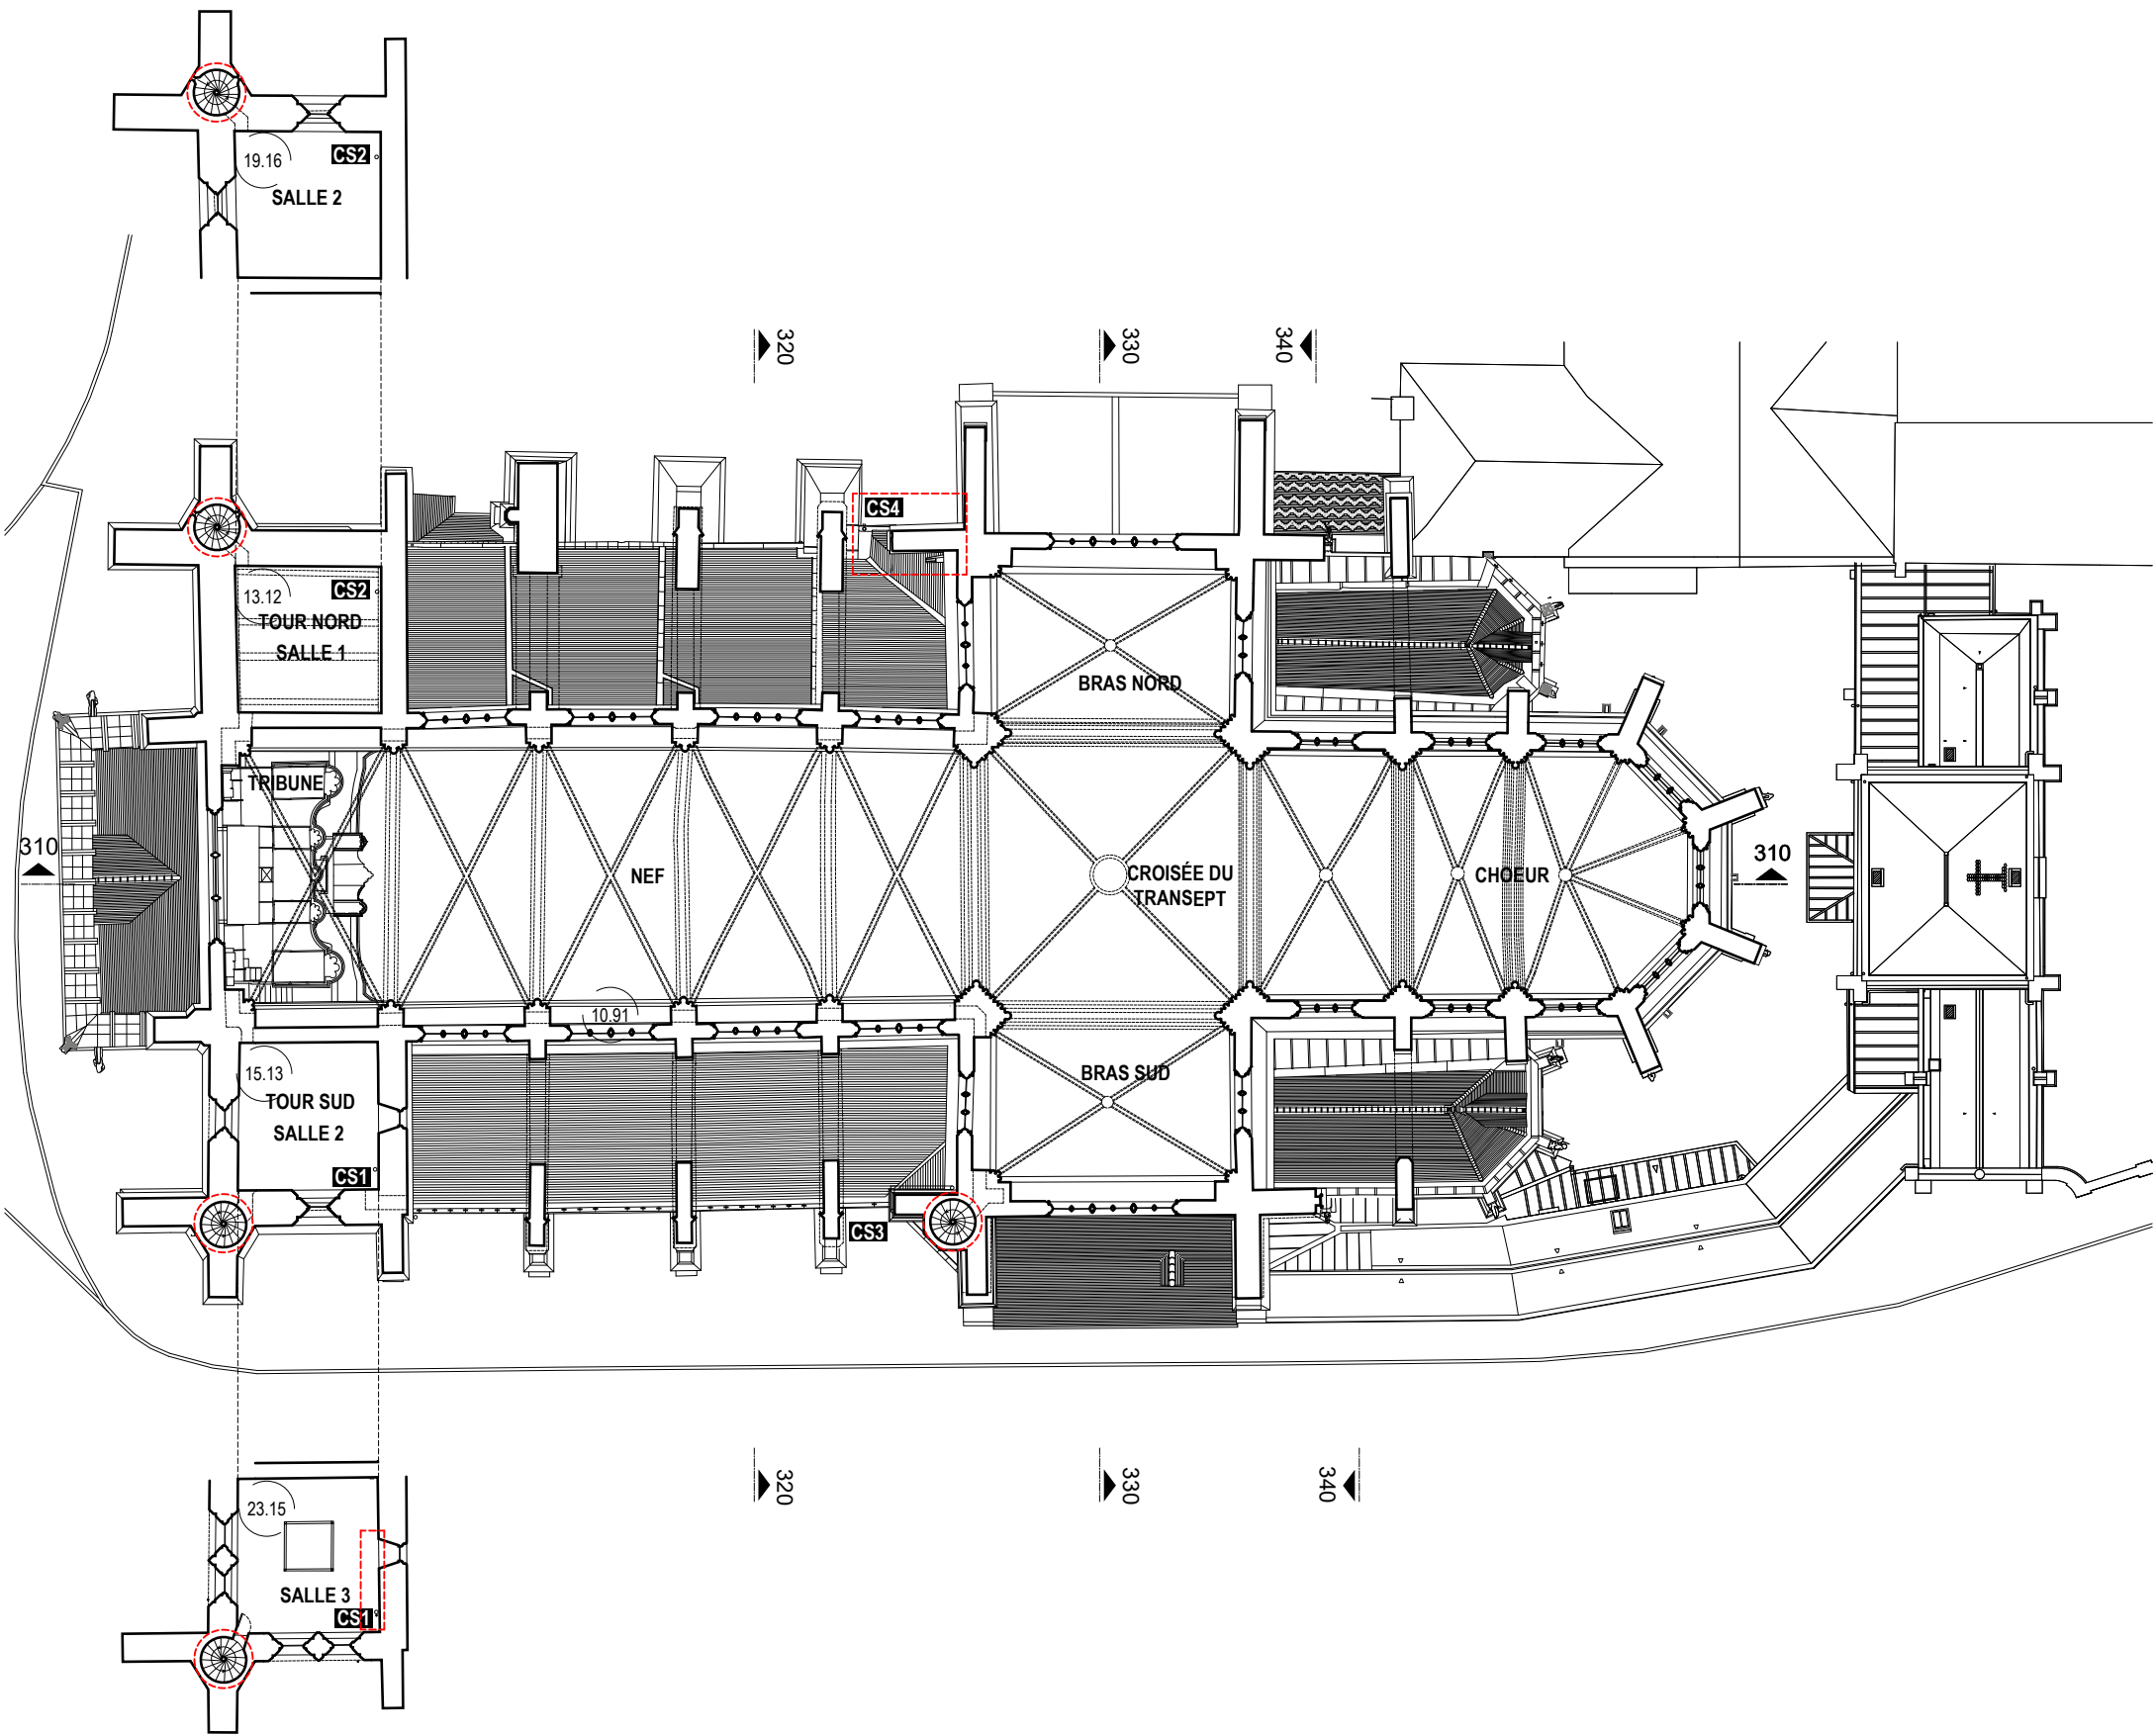 CS2
19.16
SALLE 2
320
330
340
CS4
13.12
CS2
TOUR NORD
SALLE 1
BRAS NORD
TRIBUNE
310
NEF
CROISÉE DU
TRANSEPT
CHOEUR
310
10.91
15.13
TOUR SUD
SALLE 2
BRAS SUD
CS1
CS3
320
330
340
23.15
SALLE 3
CS1